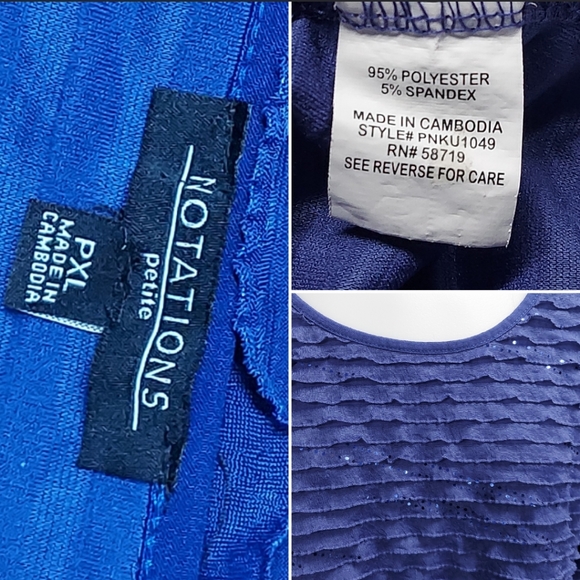 NOTATIONS
petite
PXL
MADE IN
CAMBODIA
95% POLYESTER
5% SPANDEX
MADE IN CAMBODIA
STYLE# PNKU1049
RN# 58719
SEE REVERSE FOR CARE